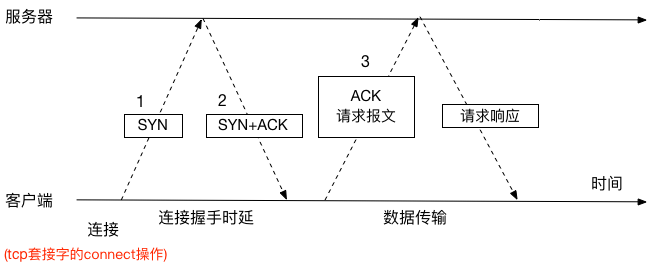 服务器
3
1
2
ACK
请求报文
SYN
SYN+ACK
请求响应
时间
客户端
连接握手时延
数据传输
连接
(tcp套接字的connect操作)